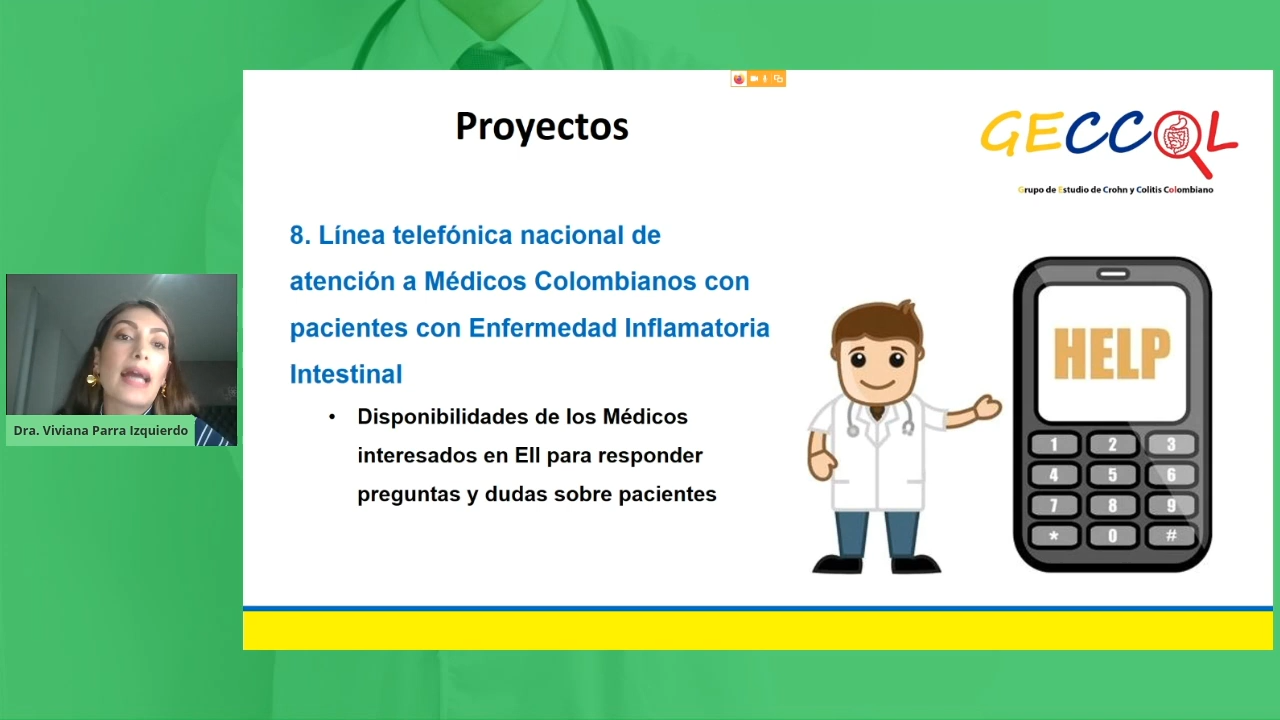 Proyectos
GECCOL
Grupo de Estudio de Crohn y Colitis Colombiano
8. Línea telefónica nacional de
atención a Médicos Colombianos con
pacientes con Enfermedad Inflamatoria
Intestinal
• Disponibilidades de los Médicos
interesados en EII para responder
preguntas y dudas sobre pacientes
HELP
1 2 3
4 5 6
7 8 9
* 0 #
Dra. Viviana Parra Izquierdo